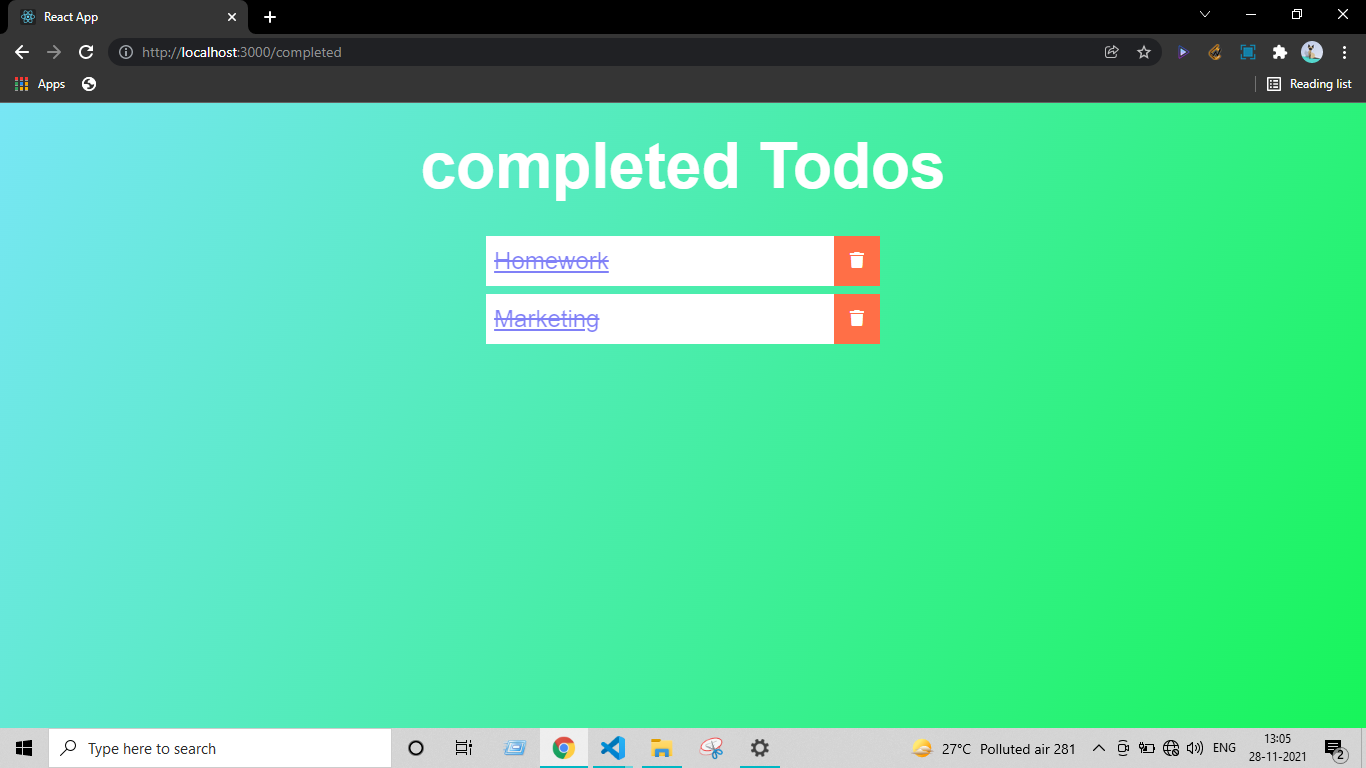 React App
http://localhost:3000/completed
Apps
Reading list
completed Todos
Homework
Marketing
Type here to search
27°C Polluted air 281
ENG
13:05
28-11-2021
2